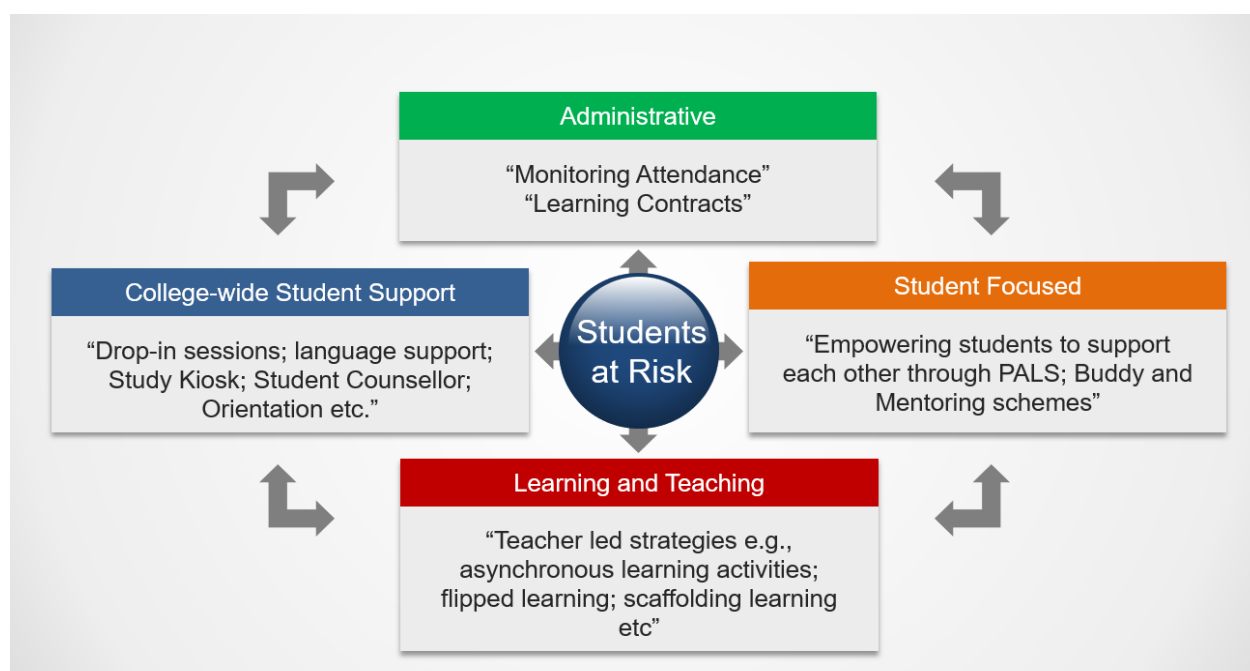 Administrative
“Monitoring Attendance”
“Learning Contracts”
College-wide Student Support
“Drop-in sessions; language support;
Study Kiosk; Student Counsellor;
Orientation etc.”
Students
at Risk
Student Focused
“Empowering students to support
each other through PALS; Buddy and
Mentoring schemes”
Learning and Teaching
“Teacher led strategies e.g.,
asynchronous learning activities;
flipped learning; scaffolding learning
etc”